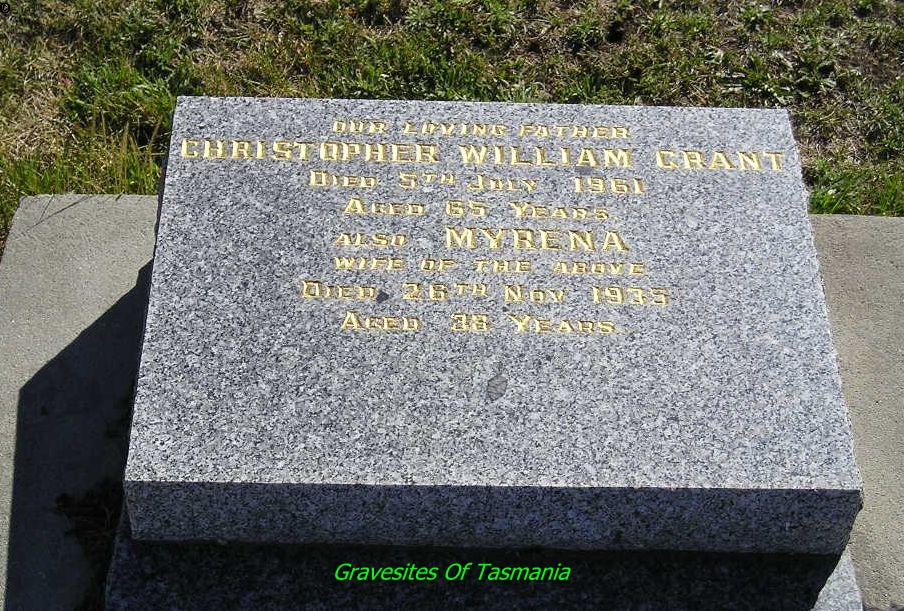 OUR LOVING FATHER
CHRISTOPHER WILLIAM GRANT
DIED 5TH JULY 1961
AGED 65 YEARS.
ALSO MYRENA
WIFE OF THE ABOVE
DIED 26TH NOV 1935
AGED 38 YEARS.
Gravesites Of Tasmania